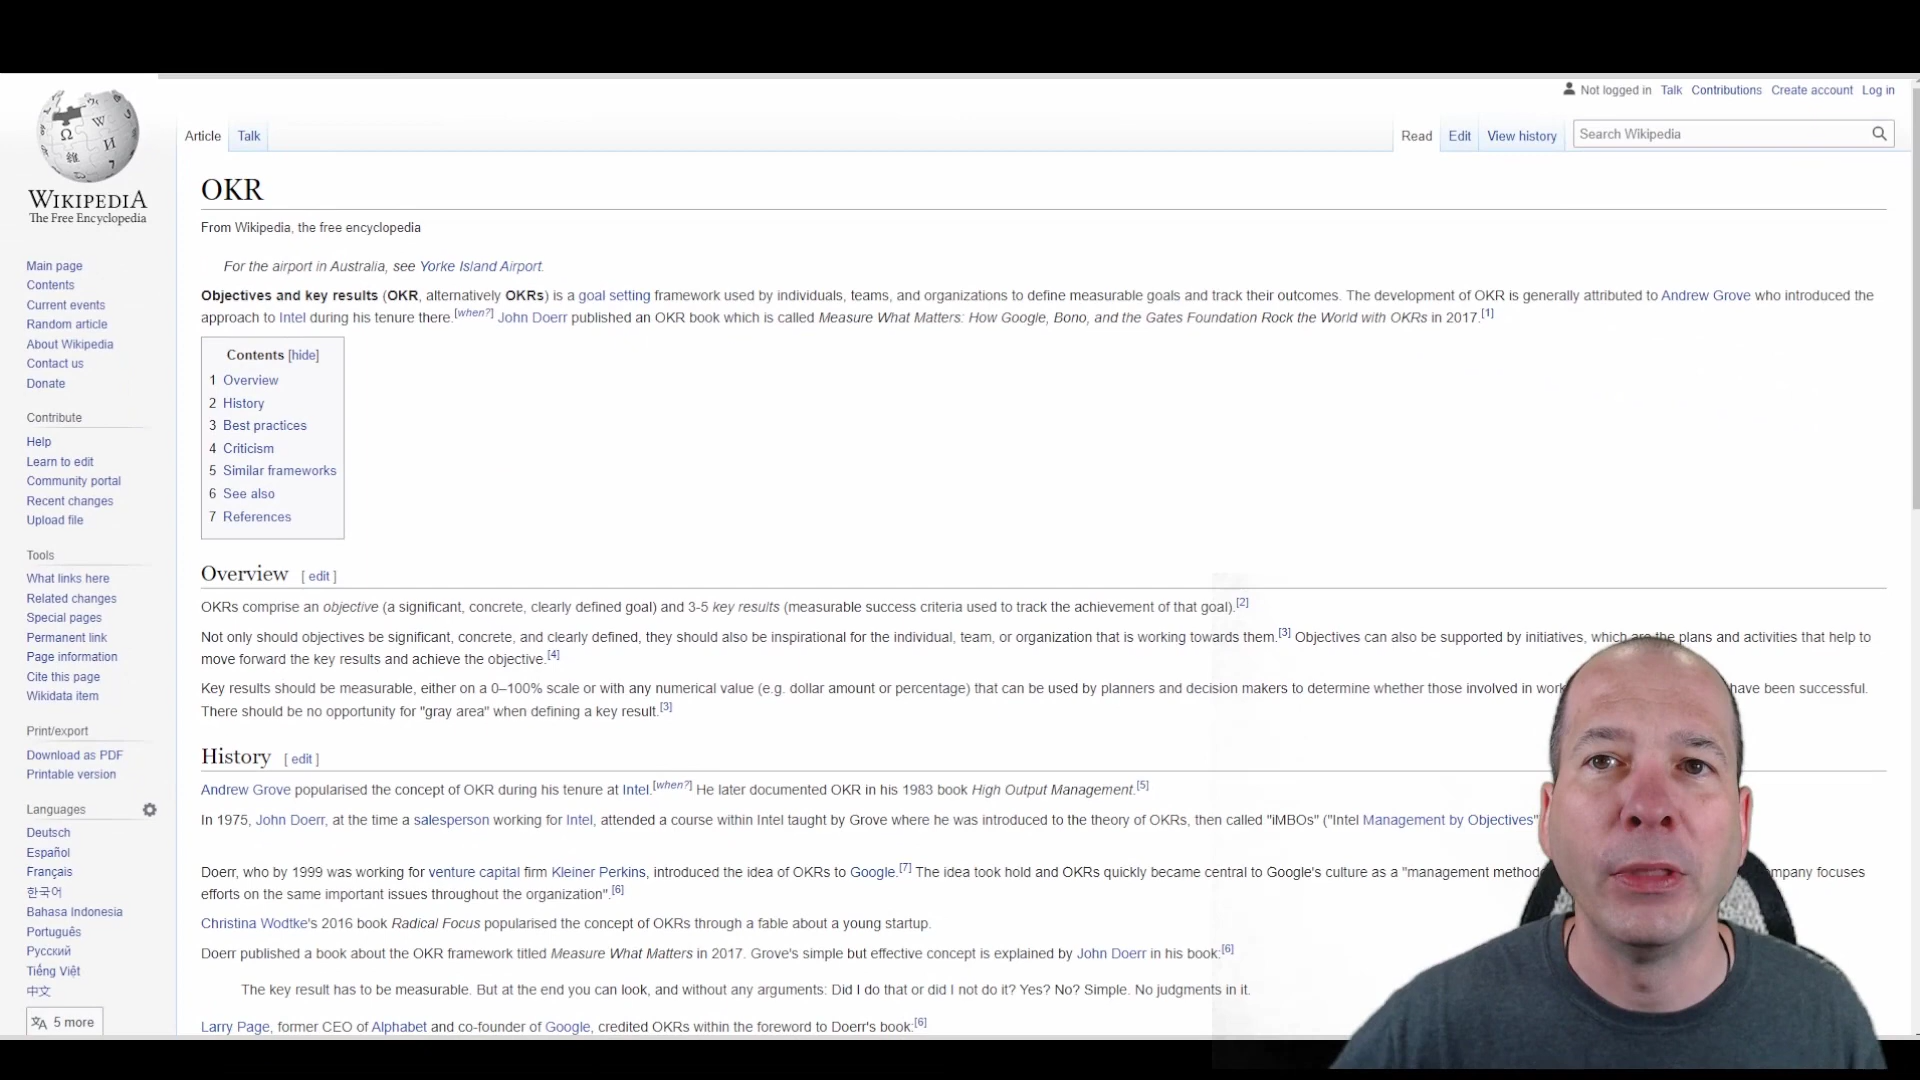 Not logged in Talk Contributions Create account Log in
Article Talk
Read Edit View history Search Wikipedia
WIKIPEDIA
The Free Encyclopedia
Main page
Contents
Current events
Random article
About Wikipedia
Contact us
Donate
Contribute
Help
Learn to edit
Community portal
Recent changes
Upload file
Tools
What links here
Related changes
Special pages
Permanent link
Page information
Cite this page
Wikidata item
Print/export
Download as PDF
Printable version
Languages
Deutsch
Español
Français
한국어
Bahasa Indonesia
Português
Русский
Tiếng Việt
中文
5 more
OKR
From Wikipedia, the free encyclopedia
For the airport in Australia, see Yorke Island Airport.
Objectives and key results (OKR, alternatively OKRs) is a goal setting framework used by individuals, teams, and organizations to define measurable goals and track their outcomes. The development of OKR is generally attributed to Andrew Grove who introduced the
approach to Intel during his tenure there.[when?] John Doerr published an OKR book which is called Measure What Matters: How Google, Bono, and the Gates Foundation Rock the World with OKRs in 2017.[1]
Contents [hide]
1 Overview
2 History
3 Best practices
4 Criticism
5 Similar frameworks
6 See also
7 References
Overview [ edit ]
OKRs comprise an objective (a significant, concrete, clearly defined goal) and 3-5 key results (measurable success criteria used to track the achievement of that goal).[2]
Not only should objectives be significant, concrete, and clearly defined, they should also be inspirational for the individual, team, or organization that is working towards them.[3] Objectives can also be supported by initiatives, which are the plans and activities that help to
move forward the key results and achieve the objective.[4]
Key results should be measurable, either on a 0–100% scale or with any numerical value (e.g. dollar amount or percentage) that can be used by planners and decision makers to determine whether those involved in work have been successful.
There should be no opportunity for "gray area" when defining a key result.[3]
History [ edit ]
Andrew Grove popularised the concept of OKR during his tenure at Intel.[when?] He later documented OKR in his 1983 book High Output Management.[5]
In 1975, John Doerr, at the time a salesperson working for Intel, attended a course within Intel taught by Grove where he was introduced to the theory of OKRs, then called "iMBOs" ("Intel Management by Objectives"
Doerr, who by 1999 was working for venture capital firm Kleiner Perkins, introduced the idea of OKRs to Google.[7] The idea took hold and OKRs quickly became central to Google's culture as a "management method mpany focuses
efforts on the same important issues throughout the organization".[6]
Christina Wodtke's 2016 book Radical Focus popularised the concept of OKRs through a fable about a young startup.
Doerr published a book about the OKR framework titled Measure What Matters in 2017. Grove's simple but effective concept is explained by John Doerr in his book:[6]
The key result has to be measurable. But at the end you can look, and without any arguments: Did I do that or did I not do it? Yes? No? Simple. No judgments in it.
Larry Page, former CEO of Alphabet and co-founder of Google, credited OKRs within the foreword to Doerr's book:[6]